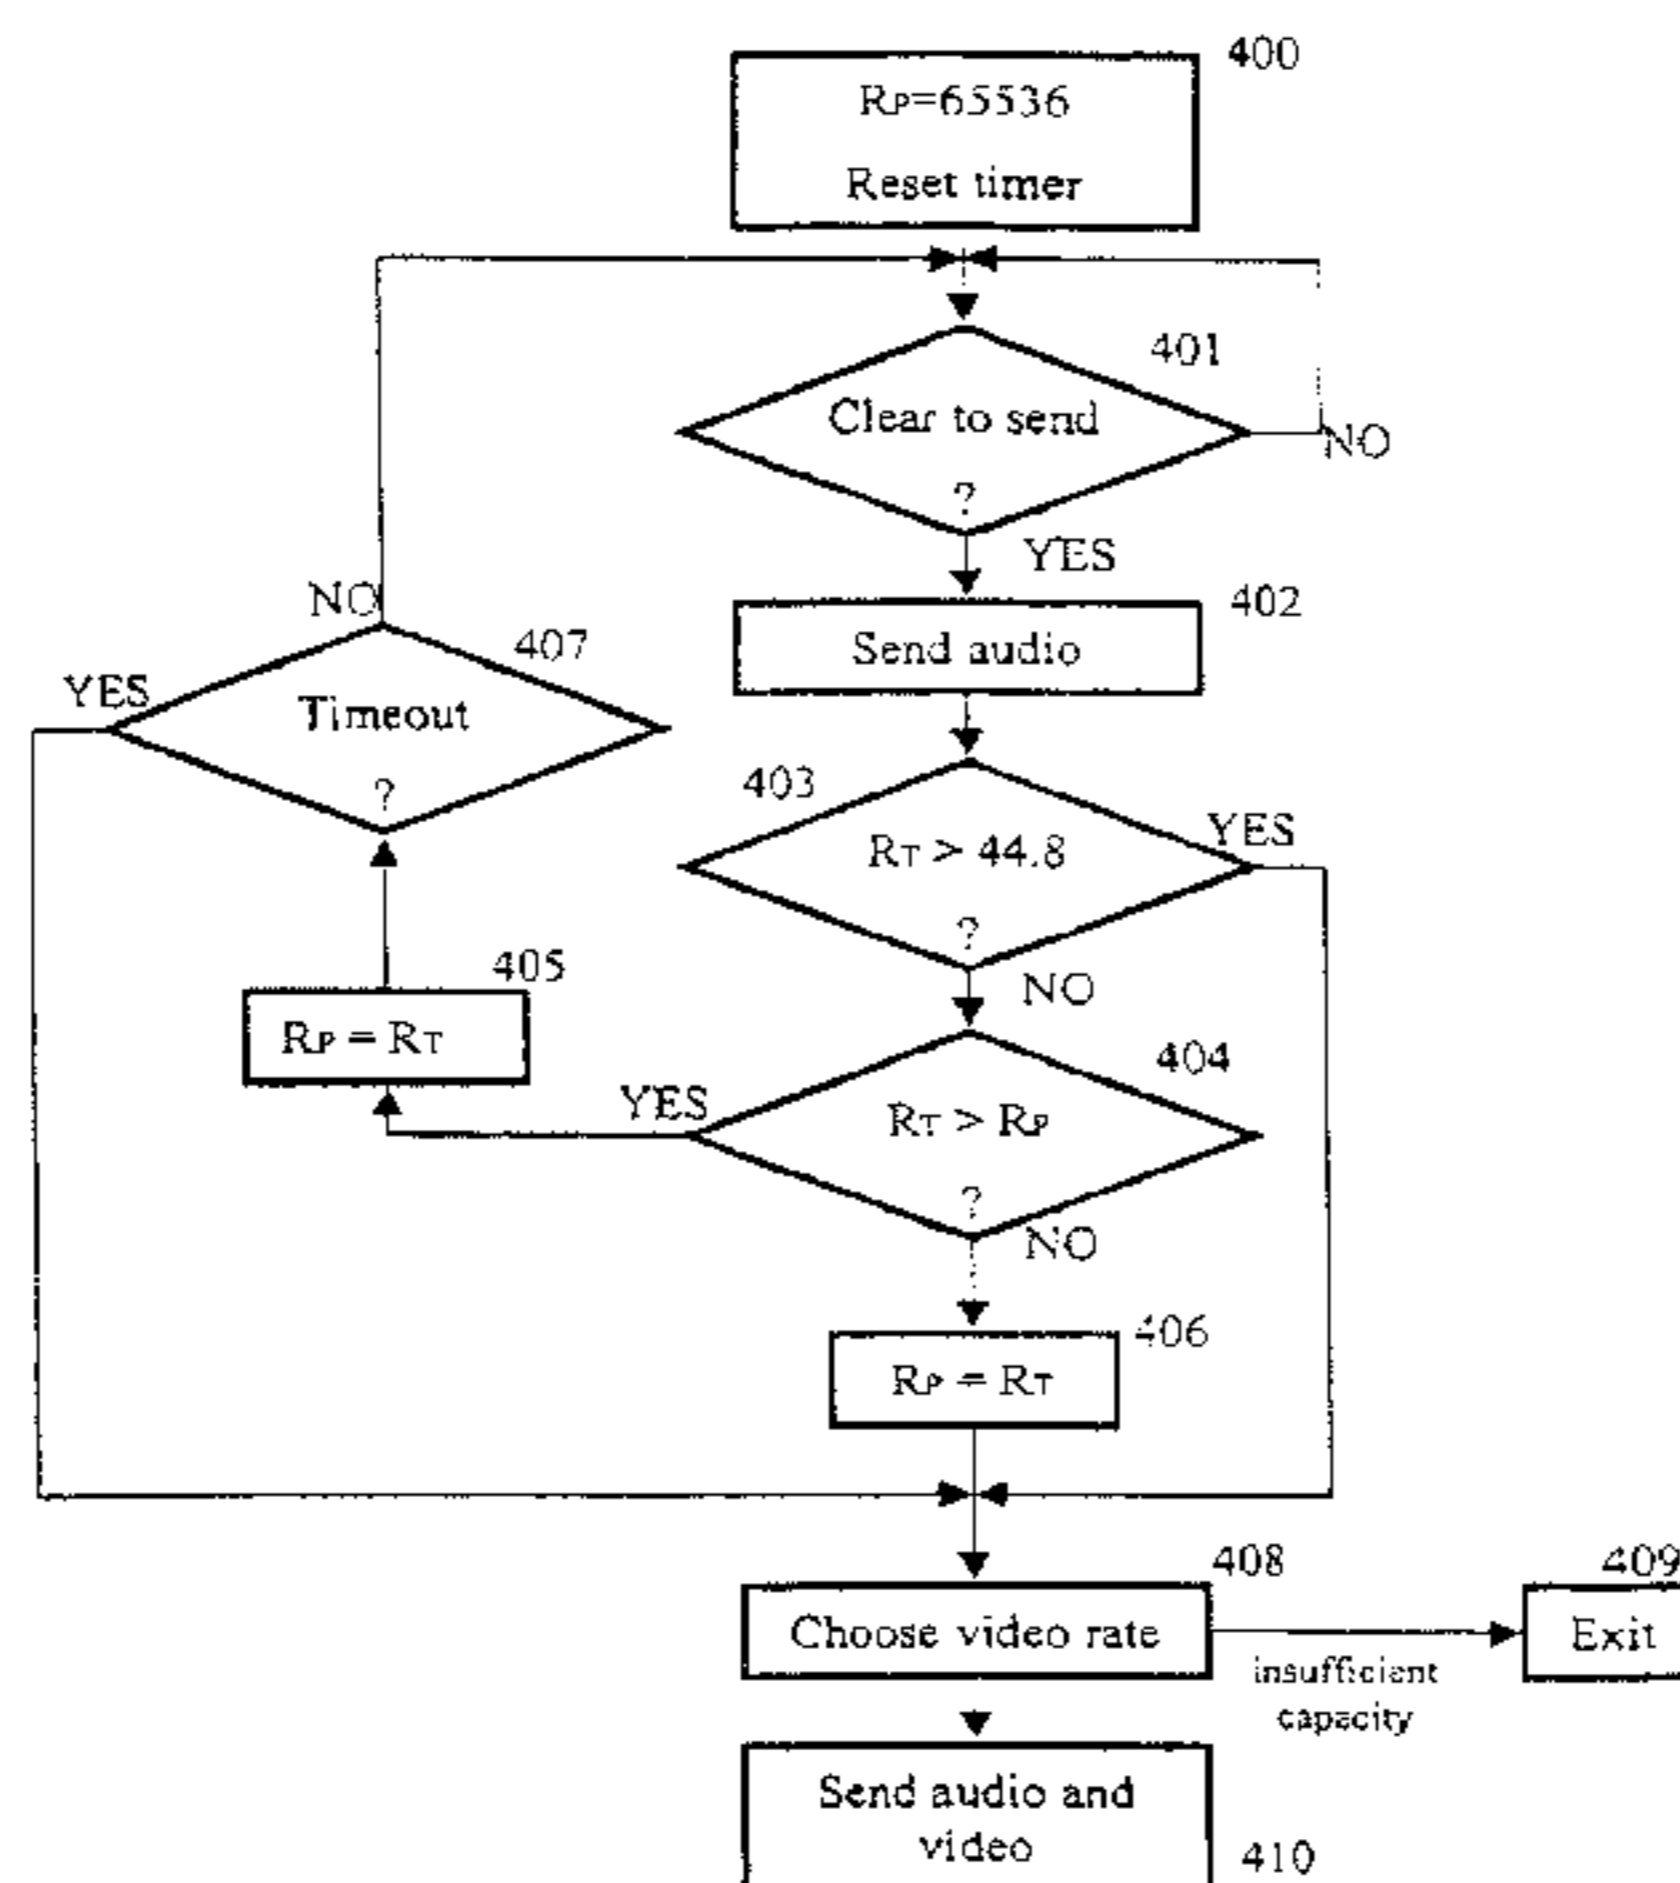 400
RP=65536
Reset timer
401
Clear to send
?
NO
YES
402
Send audio
NO
407
YES
Timeout
?
403
RT > 44.8
?
YES
NO
405
RP = RT
404
YES
RT > RP
?
NO
406
RP = RT
408
Choose video rate
409
Exit
insufficient
capacity
Send audio and
video
410